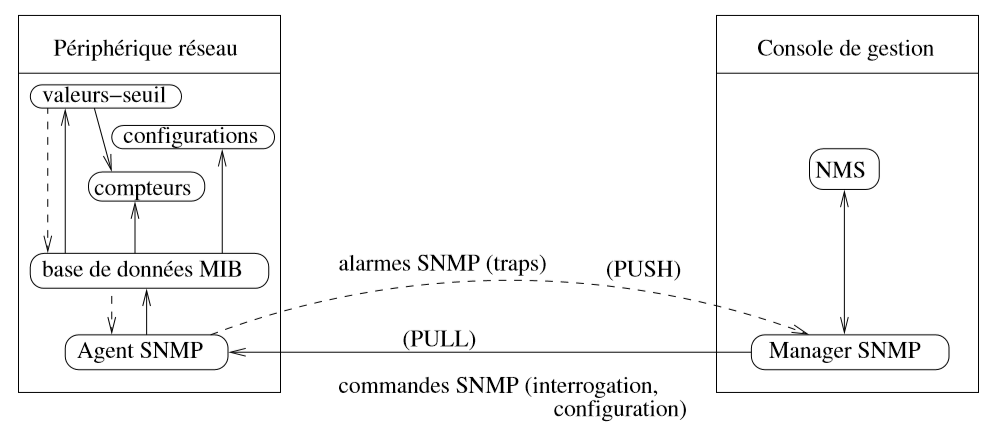 Périphérique réseau
valeurs−seuil
configurations
compteurs
base de données MIB
Agent SNMP
alarmes SNMP (traps) (PUSH)
(PULL)
commandes SNMP (interrogation,
configuration)
Console de gestion
NMS
Manager SNMP